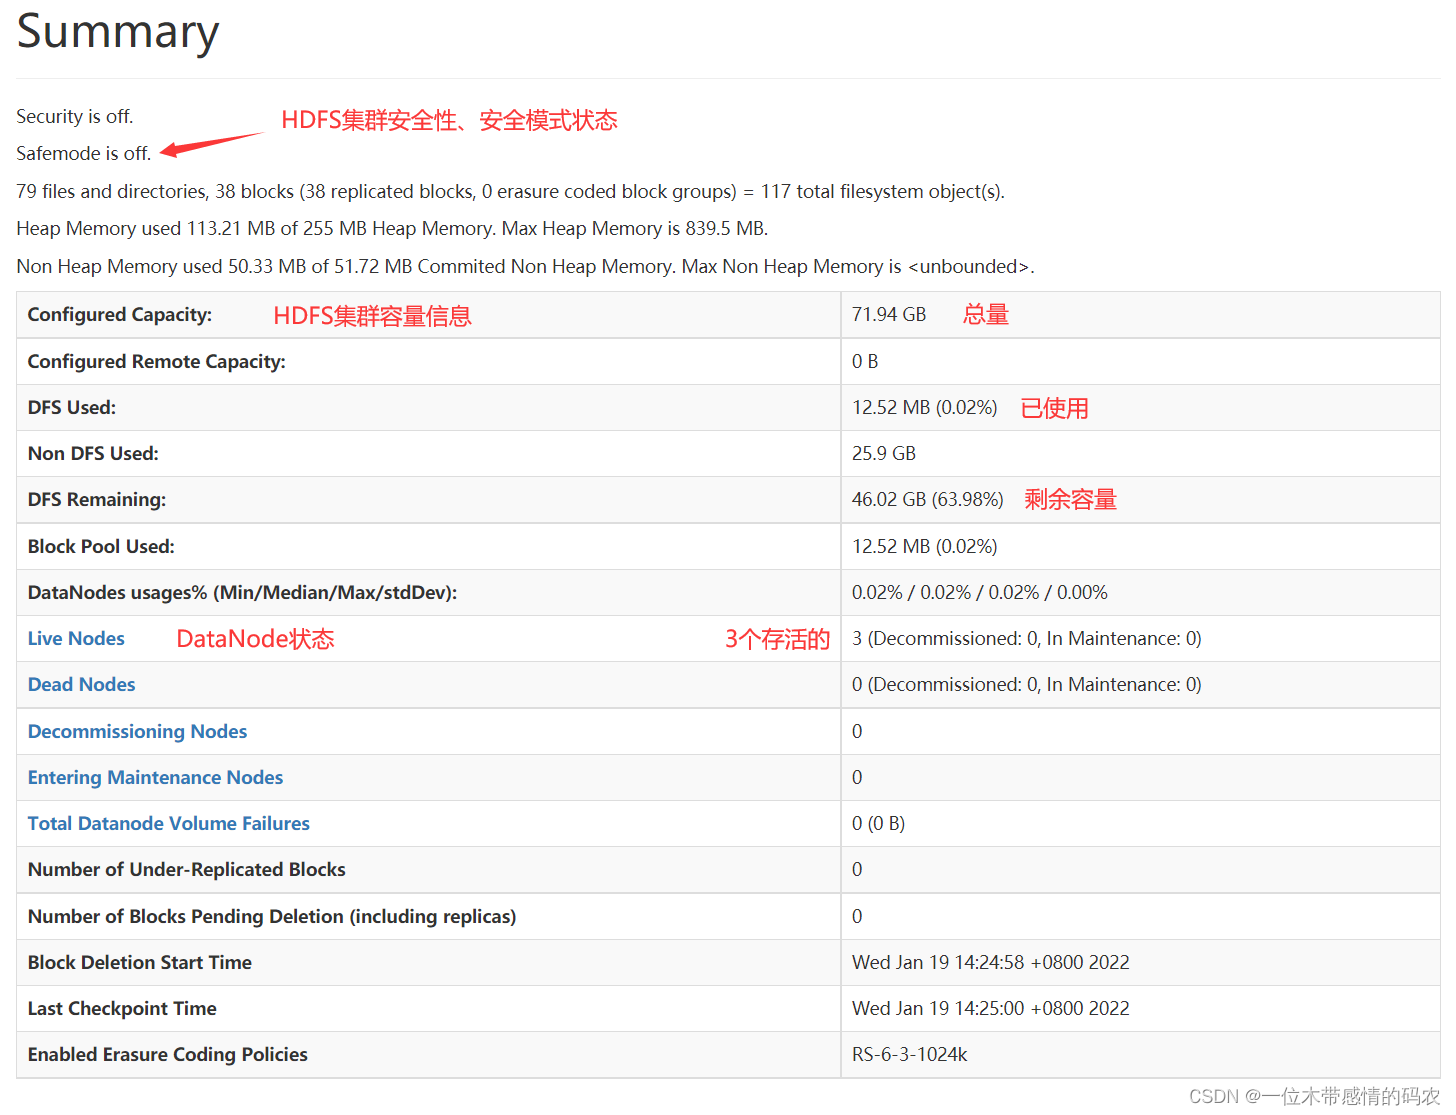 Summary
Security is off.
HDFS集群安全性、安全模式状态
Safemode is off.
79 files and directories, 38 blocks (38 replicated blocks, 0 erasure coded block groups) = 117 total filesystem object(s).
Heap Memory used 113.21 MB of 255 MB Heap Memory. Max Heap Memory is 839.5 MB.
Non Heap Memory used 50.33 MB of 51.72 MB Commited Non Heap Memory. Max Non Heap Memory is <unbounded>.
Configured Capacity: HDFS集群容量信息 71.94 GB 总量
Configured Remote Capacity: 0 B
DFS Used: 12.52 MB (0.02%) 已使用
Non DFS Used: 25.9 GB
DFS Remaining: 46.02 GB (63.98%) 剩余容量
Block Pool Used: 12.52 MB (0.02%)
DataNodes usages% (Min/Median/Max/stdDev): 0.02% / 0.02% / 0.02% / 0.00%
Live Nodes DataNode状态 3个存活的 3 (Decommissioned: 0, In Maintenance: 0)
Dead Nodes 0 (Decommissioned: 0, In Maintenance: 0)
Decommissioning Nodes 0
Entering Maintenance Nodes 0
Total Datanode Volume Failures 0 (0 B)
Number of Under-Replicated Blocks 0
Number of Blocks Pending Deletion (including replicas) 0
Block Deletion Start Time Wed Jan 19 14:24:58 +0800 2022
Last Checkpoint Time Wed Jan 19 14:25:00 +0800 2022
Enabled Erasure Coding Policies RS-6-3-1024k
CSDN @一位木带感情的码农